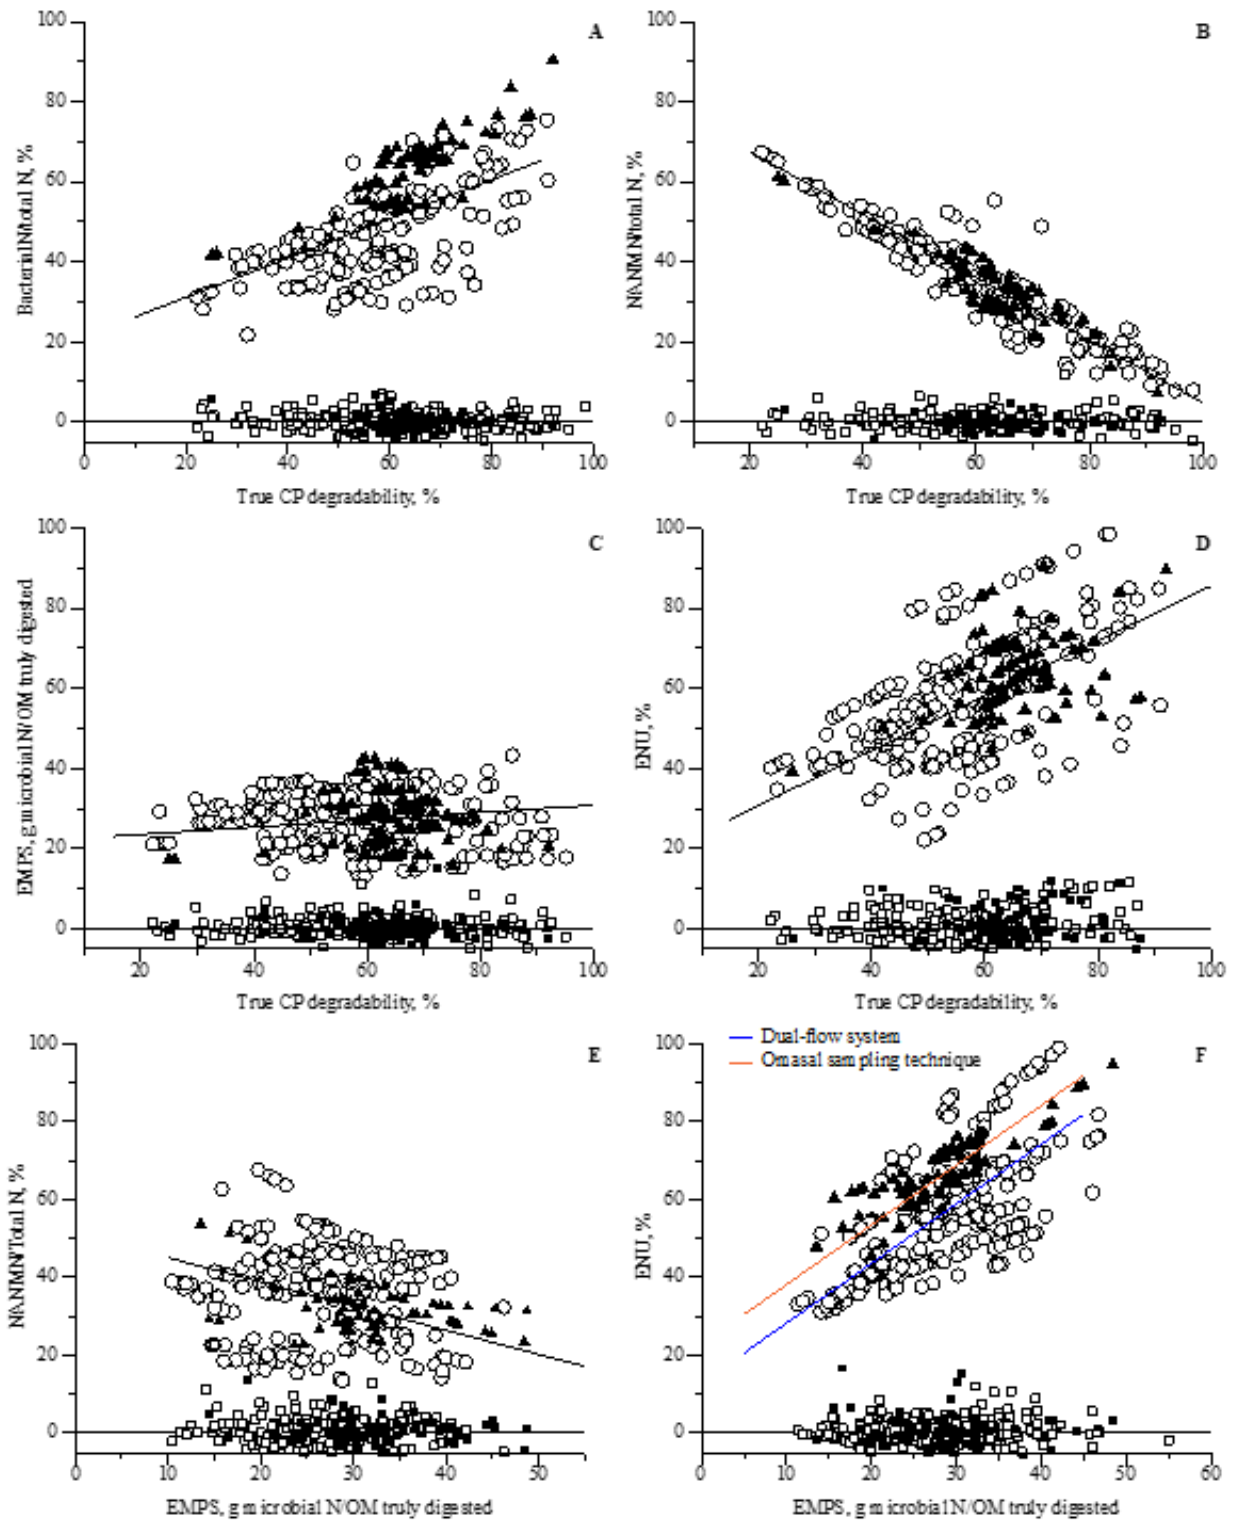 A
100
80
60
40
20
0
Bacterial N/total N, %
0 20 40 60 80 100
True CP degradability, %
B
100
80
60
40
20
0
NANMN/total N, %
20 40 60 80 100
True CP degradability, %
C
100
80
60
40
20
0
EMPS, g microbial N/OM truly digested
20 40 60 80 100
True CP degradability, %
D
100
80
60
40
20
0
ENU, %
20 40 60 80 100
True CP degradability, %
E
100
80
60
40
20
0
NANMN/Total N, %
0 10 20 30 40 50
EMPS, g microbial N/OM truly digested
Dual-flow system
Omasal sampling technique
F
100
80
60
40
20
0
ENU, %
0 10 20 30 40 50 60
EMPS, g microbial N/OM truly digested